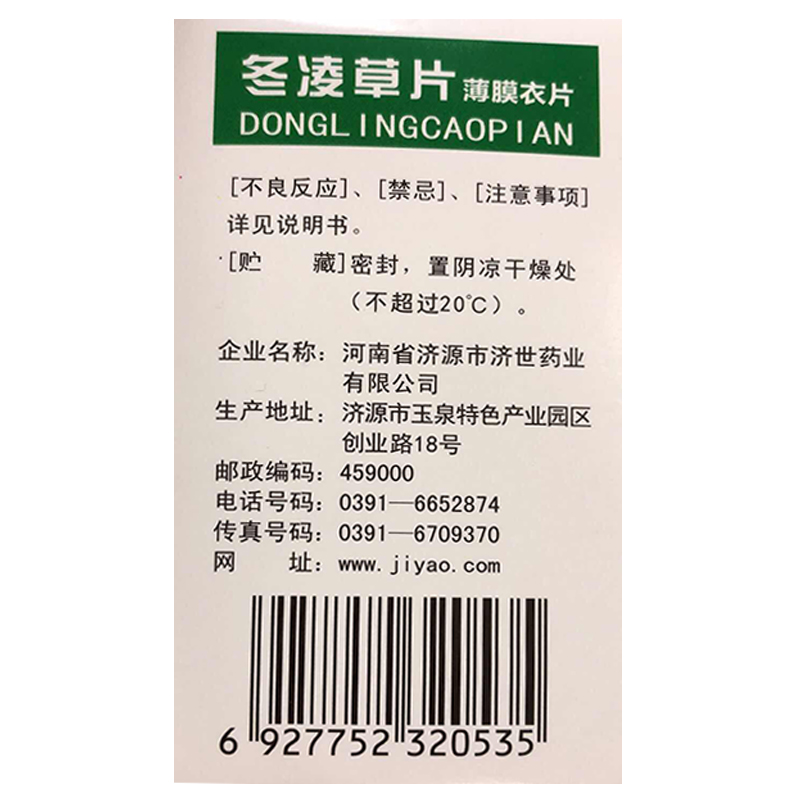 冬凌草片 薄膜衣片
DONGLINGCAOPIAN
[不良反应]、[禁忌]、[注意事项]
详见说明书。
[贮 藏]密封，置阴凉干燥处
（不超过20℃）。
企业名称：河南省济源市济世药业
有限公司
生产地址：济源市玉泉特色产业园区
创业路18号
邮政编码：459000
电话号码：0391—6652874
传真号码：0391—6709370
网 址：www.jiyao.com
6 927752 320535